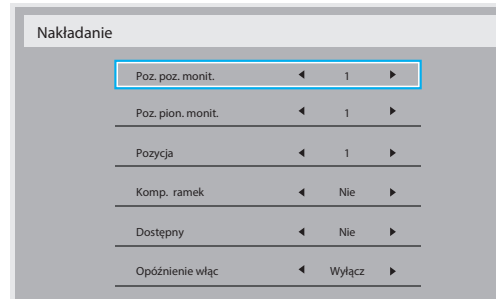 Nakładanie
Poz. poz. monit. 1
Poz. pion. monit. 1
Pozycja 1
Komp. ramek Nie
Dostępny Nie
Opóźnienie włąc Wyłącz